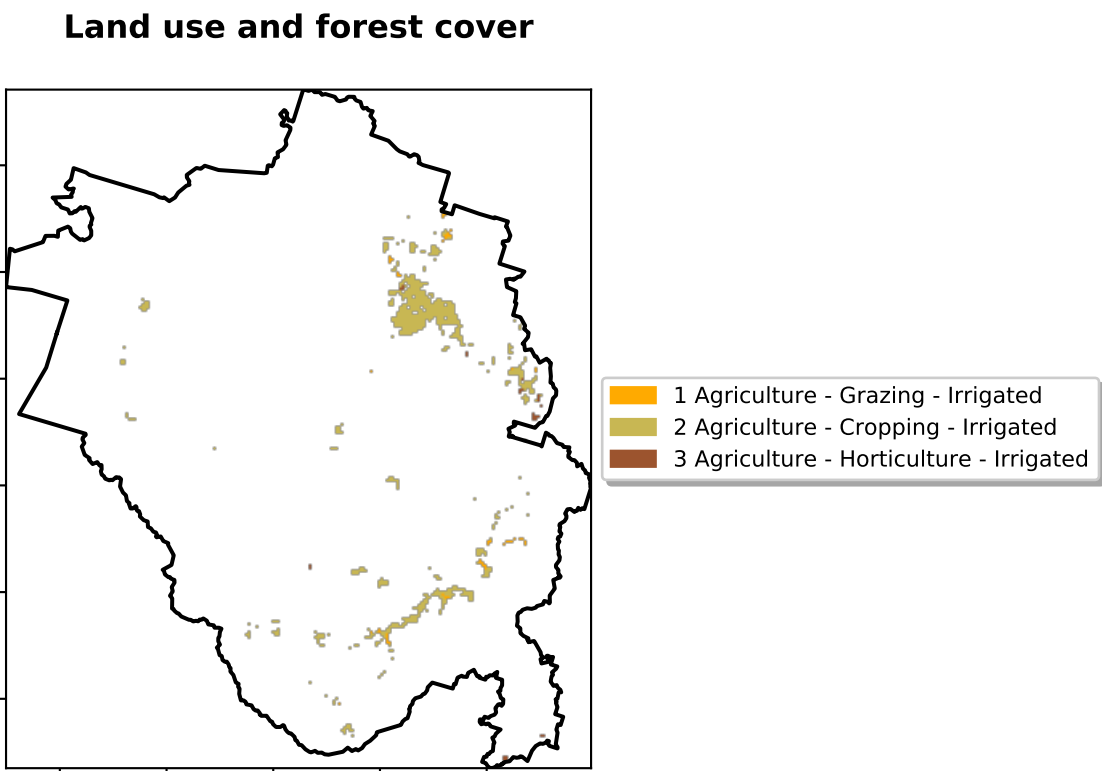 Land use and forest cover
1 Agriculture - Grazing - Irrigated
2 Agriculture - Cropping - Irrigated
3 Agriculture - Horticulture - Irrigated